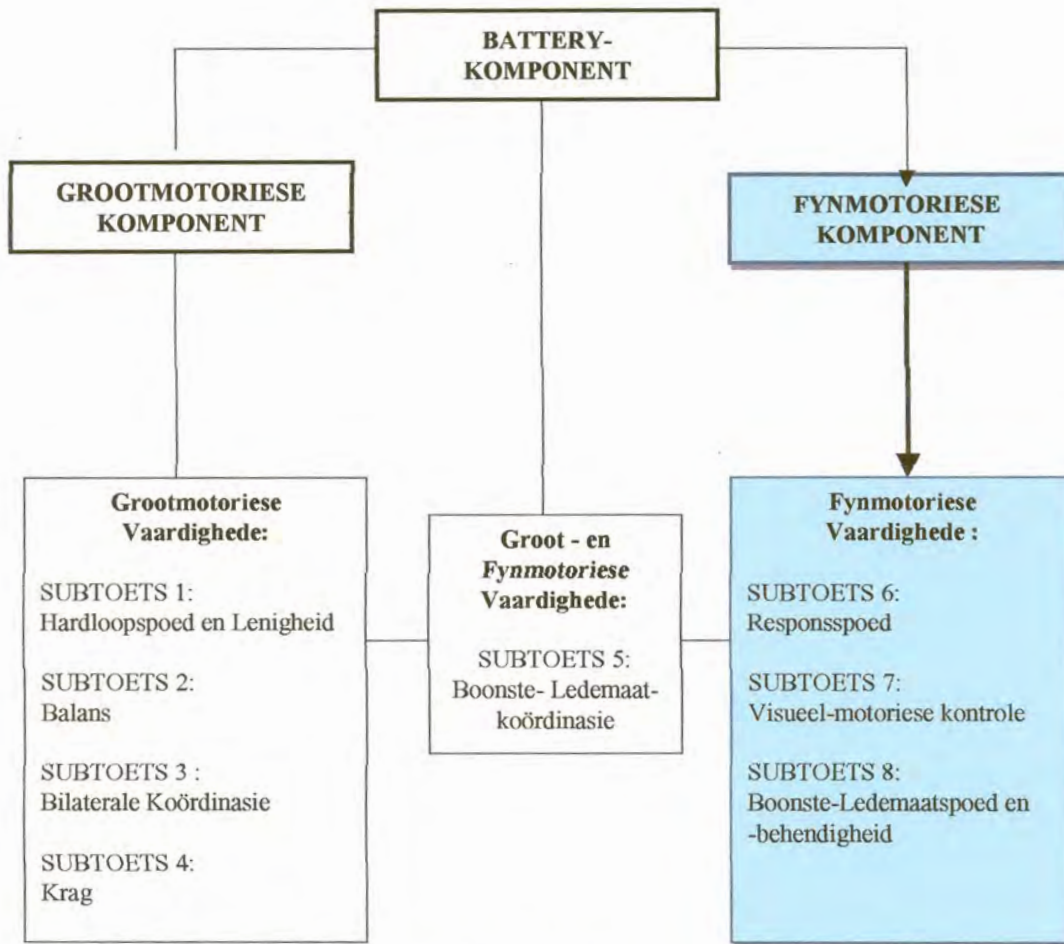 BATTERY-
KOMPONENT
GROOTMOTORIESE
KOMPONENT
FYNMOTORIESE
KOMPONENT
Grootmotoriese
Vaardighede:
SUBTOETS 1:
Hardloopspoed en Lenigheid
SUBTOETS 2:
Balans
SUBTOETS 3 :
Bilaterale Koördinasie
SUBTOETS 4:
Krag
Groot - en
Fynmotoriese
Vaardighede:
SUBTOETS 5:
Boonste- Ledemaat-
koördinasie
Fynmotoriese
Vaardighede :
SUBTOETS 6:
Responsspoed
SUBTOETS 7:
Visueel-motoriese kontrole
SUBTOETS 8:
Boonste-Ledemaatspoed en
-behendigheid